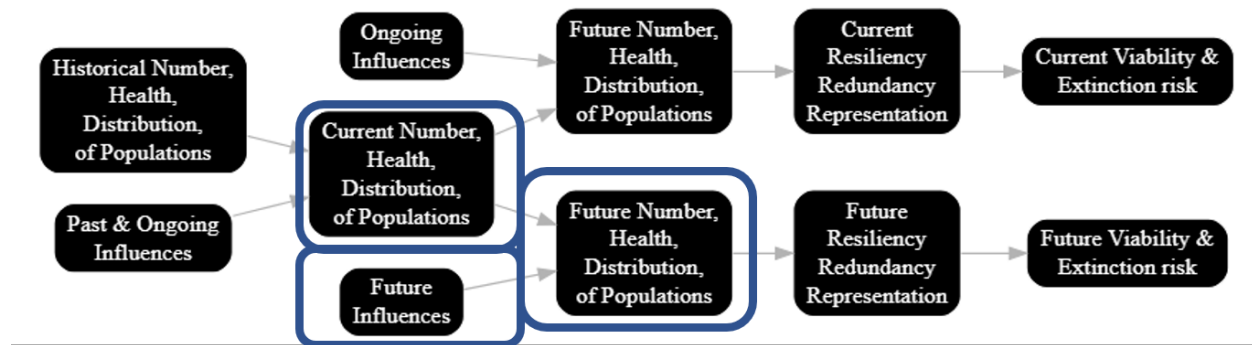 Historical Number,
Health,
Distribution,
of Populations
Past & Ongoing
Influences
Ongoing
Influences
Current Number,
Health,
Distribution,
of Populations
Future
Influences
Future Number,
Health,
Distribution,
of Populations
Current
Resiliency
Redundancy
Representation
Current Viability &
Extinction risk
Future Number,
Health,
Distribution,
of Populations
Future
Resiliency
Redundancy
Representation
Future Viability &
Extinction risk